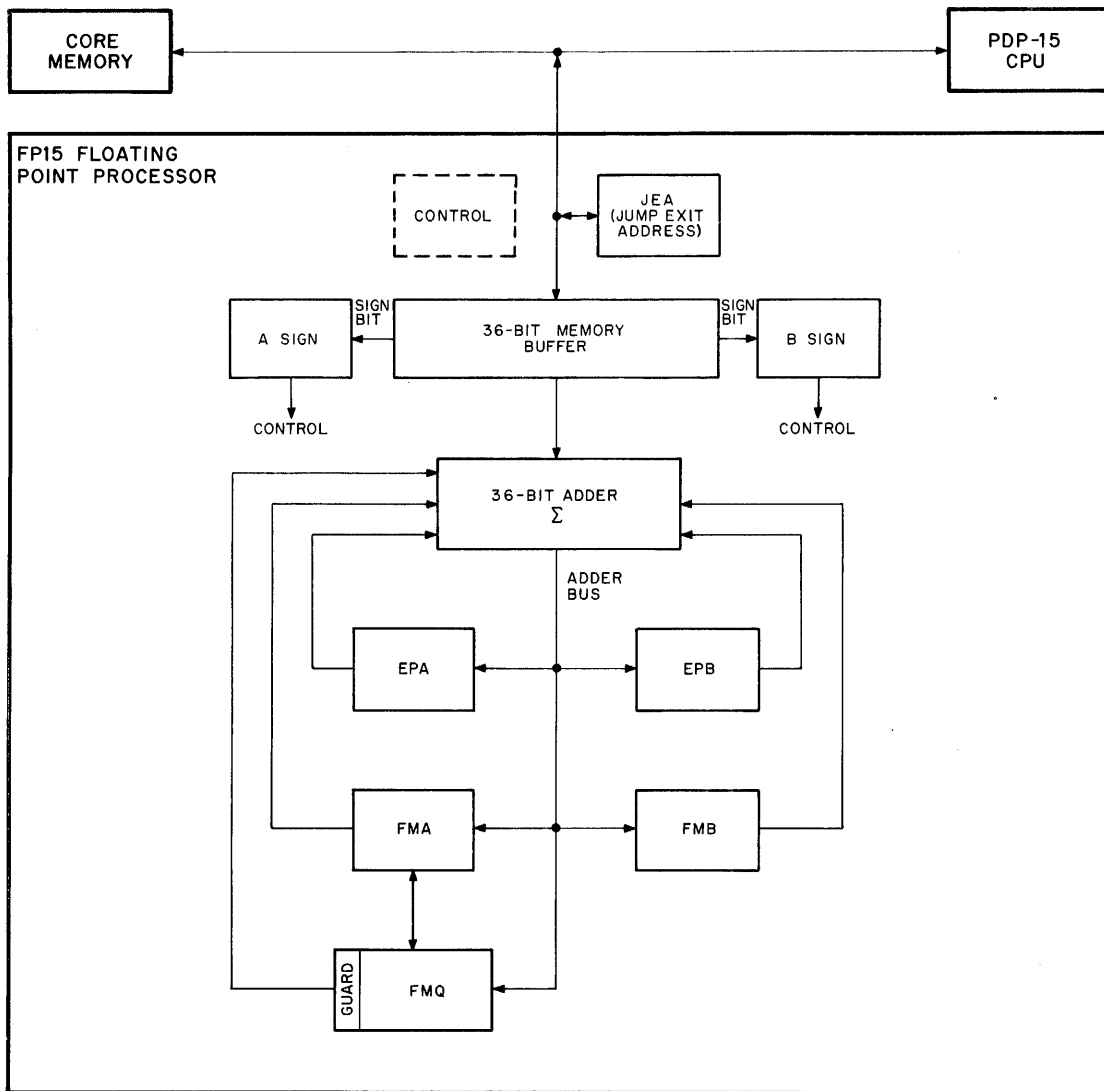 CORE
MEMORY
PDP-15
CPU
FP15 FLOATING
POINT PROCESSOR
CONTROL
JEA
(JUMP EXIT
ADDRESS)
SIGN
BIT
A SIGN
36-BIT MEMORY
BUFFER
SIGN
BIT
B SIGN
CONTROL
CONTROL
36-BIT ADDER
Σ
ADDER
BUS
EPA
EPB
FMA
FMB
GUARD
FMQ